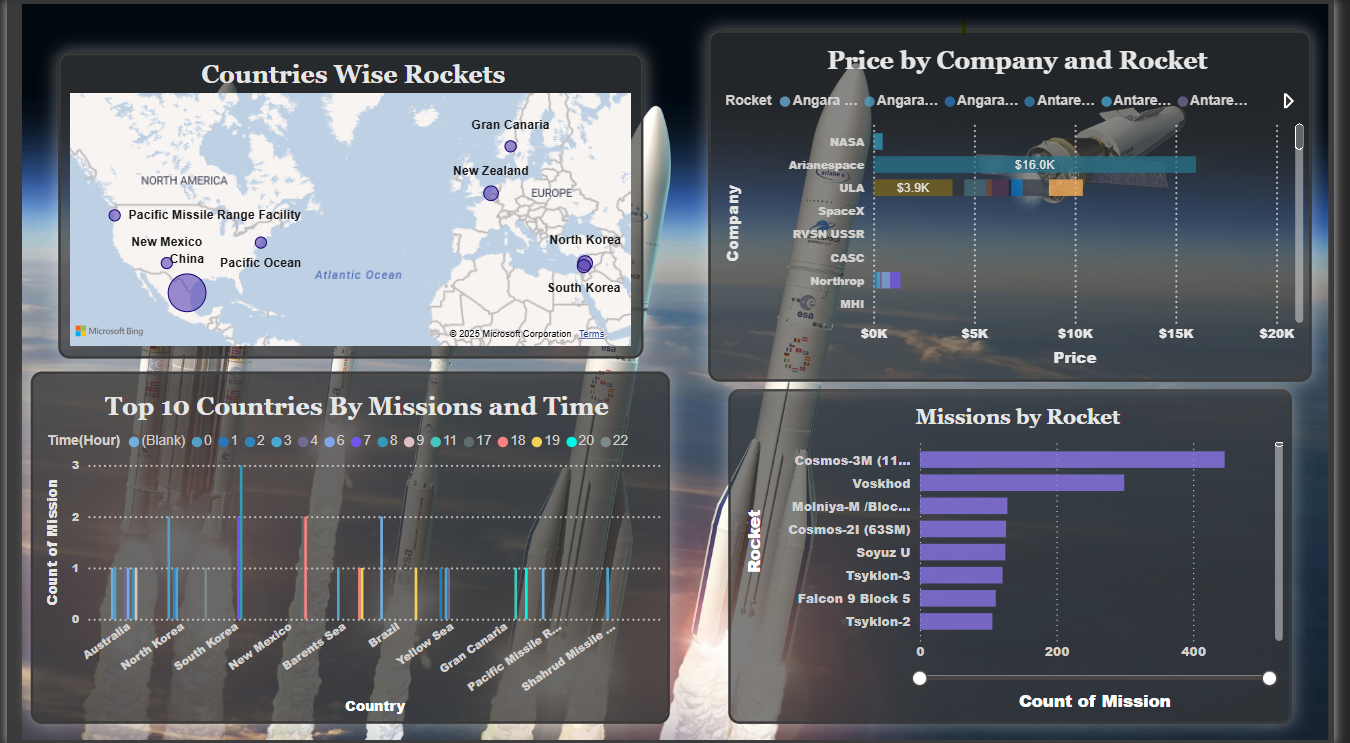 Countries Wise Rockets
Gran Canaria
New Zealand
NORTH AMERICA
EUROPE
Pacific Missile Range Facility
New Mexico
North Korea
China
Pacific Ocean
Atlantic Ocean
South Korea
Microsoft Bing
© 2025 Microsoft Corporation Terms
Price by Company and Rocket
Rocket Angara ... Angara... Angara... Antare... Antare... Antare...
NASA
Arianespace $16.0K
ULA $3.9K
SpaceX
RVSN USSR
CASC
Northrop
MHI
Company
$0K $5K $10K $15K $20K
Price
Top 10 Countries By Missions and Time
Time(Hour) (Blank) 0 1 2 3 4 6 7 8 9 11 17 18 19 20 22
3
2
1
0
Count of Mission
Australia
North Korea
South Korea
New Mexico
Barents Sea
Brazil
Yellow Sea
Gran Canaria
Pacific Missile R...
Shahrud Missile ...
Country
Missions by Rocket
Cosmos-3M (11...
Voskhod
Molniya-M /Bloc...
Cosmos-2I (63SM)
Soyuz U
Tsyklon-3
Falcon 9 Block 5
Tsyklon-2
Rocket
0 200 400
Count of Mission
esa
esa
esa